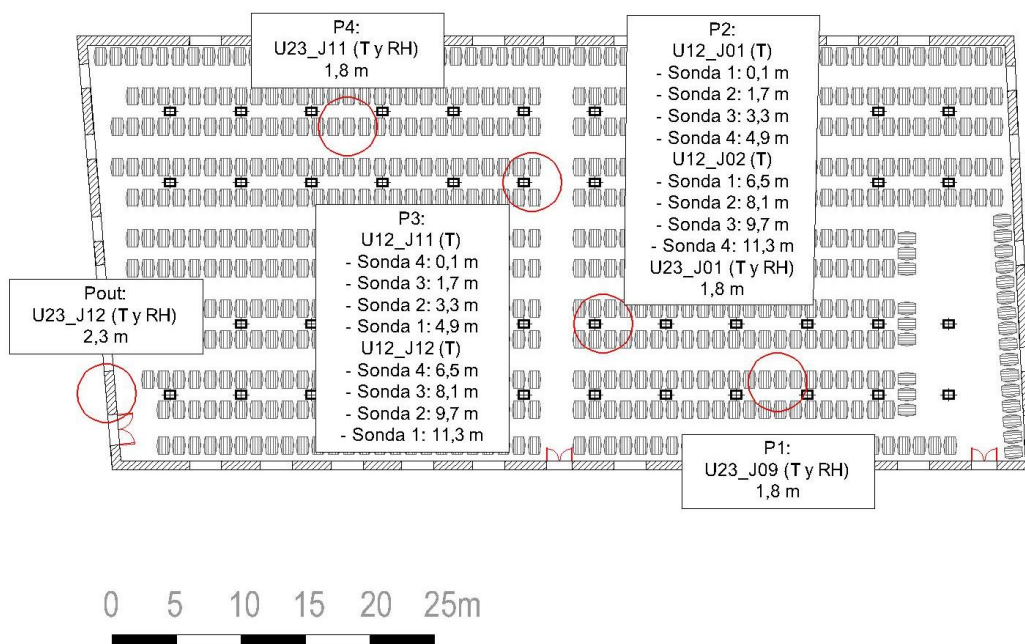 P4:
U23_J11 (T y RH)
1,8 m
P2:
U12_J01 (T)
- Sonda 1: 0,1 m
- Sonda 2: 1,7 m
- Sonda 3: 3,3 m
- Sonda 4: 4,9 m
U12_J02 (T)
- Sonda 1: 6,5 m
- Sonda 2: 8,1 m
- Sonda 3: 9,7 m
- Sonda 4: 11,3 m
U23_J01 (T y RH)
1,8 m
P3:
U12_J11 (T)
- Sonda 4: 0,1 m
- Sonda 3: 1,7 m
- Sonda 2: 3,3 m
- Sonda 1: 4,9 m
U12_J12 (T)
- Sonda 4: 6,5 m
- Sonda 3: 8,1 m
- Sonda 2: 9,7 m
- Sonda 1: 11,3 m
Pout:
U23_J12 (T y RH)
2,3 m
P1:
U23_J09 (T y RH)
1,8 m
0 5 10 15 20 25m